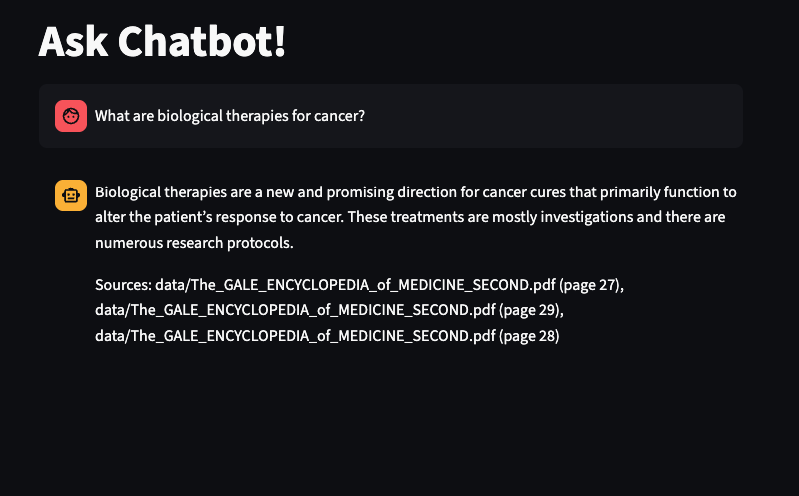 Ask Chatbot!
What are biological therapies for cancer?
Biological therapies are a new and promising direction for cancer cures that primarily function to
alter the patient’s response to cancer. These treatments are mostly investigations and there are
numerous research protocols.
Sources: data/The_GALE_ENCYCLOPEDIA_of_MEDICINE_SECOND.pdf (page 27),
data/The_GALE_ENCYCLOPEDIA_of_MEDICINE_SECOND.pdf (page 29),
data/The_GALE_ENCYCLOPEDIA_of_MEDICINE_SECOND.pdf (page 28)